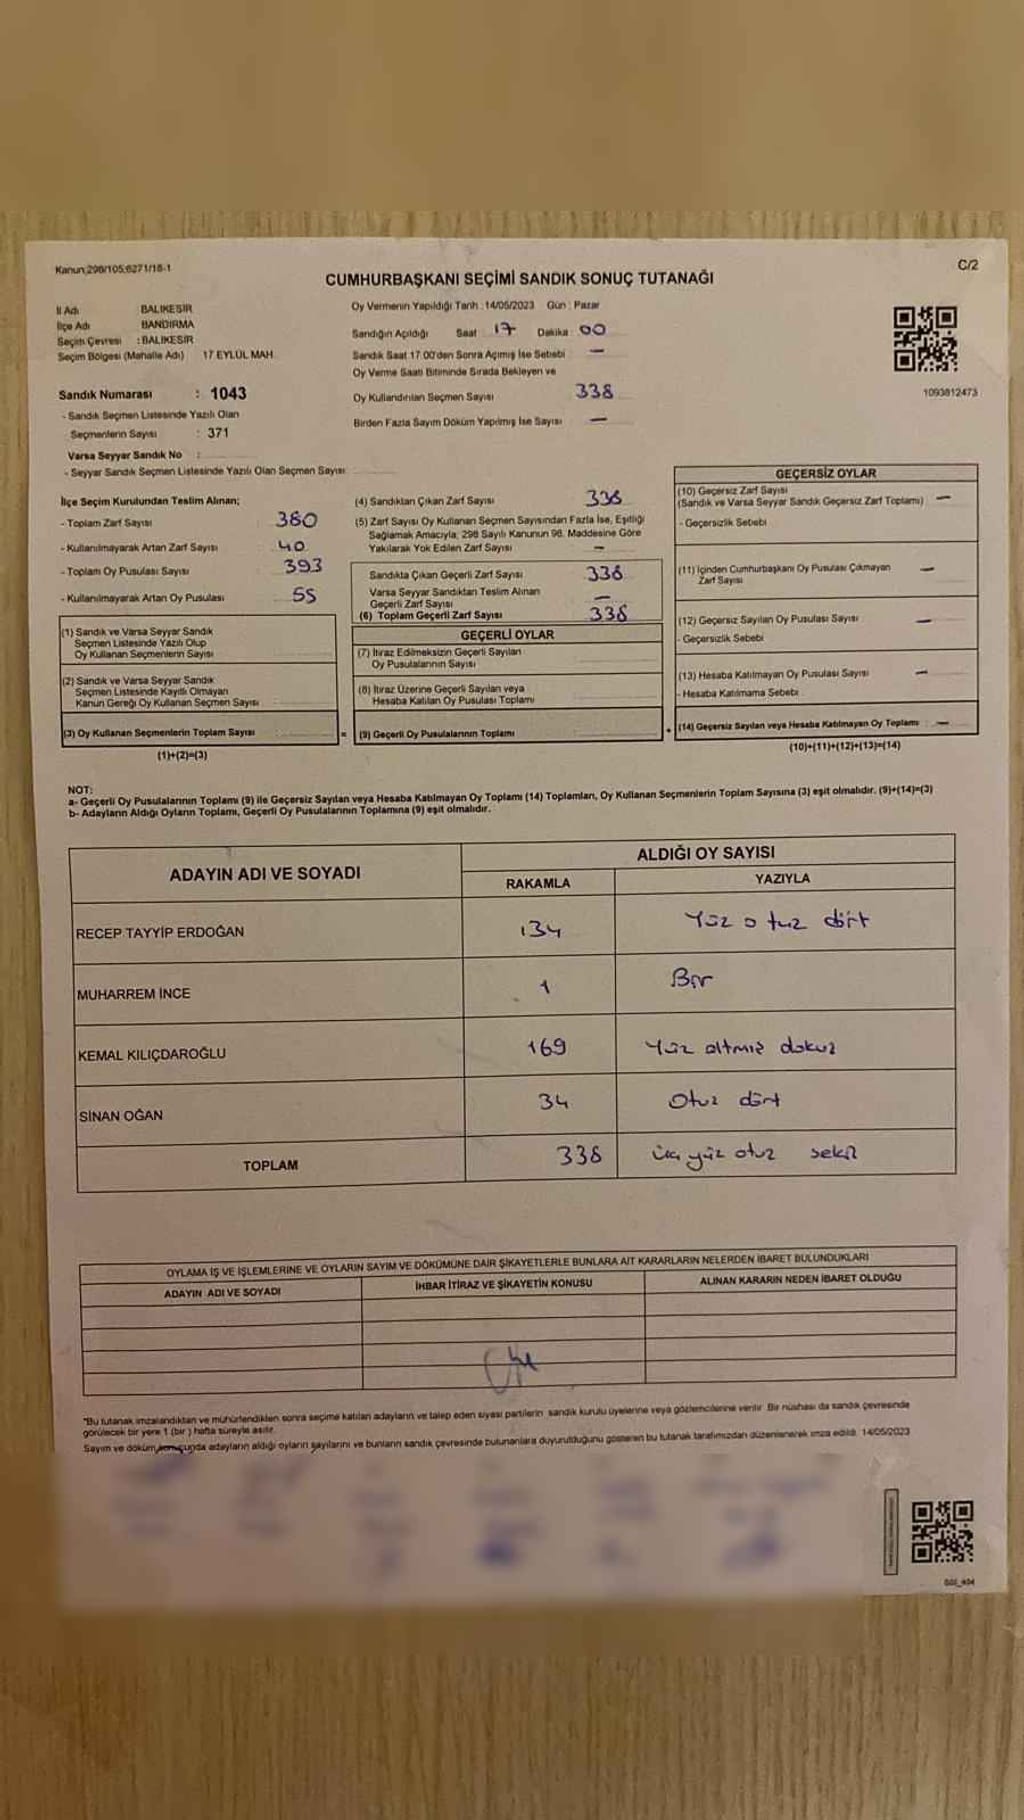 Kanun;298/105;6271/18-1
C/2
CUMHURBAŞKANI SEÇİMİ SANDIK SONUÇ TUTANAĞI
İl Adı BALIKESİR
İlçe Adı BANDIRMA
Seçim Çevresi : BALIKESİR
Seçim Bölgesi (Mahalle Adı) 17 EYLÜL MAH.
Sandık Numarası : 1043
- Sandık Seçmen Listesinde Yazılı Olan
Seçmenlerin Sayısı : 371
Varsa Seyyar Sandık No :
- Seyyar Sandık Seçmen Listesinde Yazılı Olan Seçmen Sayısı
Oy Vermenin Yapıldığı Tarih : 14/05/2023 Gün : Pazar
Sandığın Açıldığı Saat 17 Dakika 00
Sandık Saat 17.00'den Sonra Açılmış İse Sebebi —
Oy Verme Saati Bitiminde Sırada Bekleyen ve
Oy Kullandırılan Seçmen Sayısı 338
Birden Fazla Sayım Döküm Yapılmış İse Sayısı —
1093812473
İlçe Seçim Kurulundan Teslim Alınan;
- Toplam Zarf Sayısı : 380
- Kullanılmayarak Artan Zarf Sayısı : 40
- Toplam Oy Pusulası Sayısı : 393
- Kullanılmayarak Artan Oy Pusulası : 55
(1) Sandık ve Varsa Seyyar Sandık
Seçmen Listesinde Yazılı Olup
Oy Kullanan Seçmenlerin Sayısı
(2) Sandık ve Varsa Seyyar Sandık
Seçmen Listesinde Kayıtlı Olmayan
Kanun Gereği Oy Kullanan Seçmen Sayısı
(3) Oy Kullanan Seçmenlerin Toplam Sayısı
(1)+(2)=(3)
(4) Sandıktan Çıkan Zarf Sayısı 338
(5) Zarf Sayısı Oy Kullanan Seçmen Sayısından Fazla İse, Eşitliği
Sağlamak Amacıyla; 298 Sayılı Kanunun 98. Maddesine Göre
Yakılarak Yok Edilen Zarf Sayısı —
Sandıkta Çıkan Geçerli Zarf Sayısı 338
Varsa Seyyar Sandıktan Teslim Alınan
Geçerli Zarf Sayısı —
(6) Toplam Geçerli Zarf Sayısı 338
GEÇERLİ OYLAR
(7) İtiraz Edilmeksizin Geçerli Sayılan
Oy Pusulalarının Sayısı
(8) İtiraz Üzerine Geçerli Sayılan veya
Hesaba Katılan Oy Pusulası Toplamı
= (9) Geçerli Oy Pusulalarının Toplamı
GEÇERSİZ OYLAR
(10) Geçersiz Zarf Sayısı
(Sandık ve Varsa Seyyar Sandık Geçersiz Zarf Toplamı) —
- Geçersizlik Sebebi
(11) İçinden Cumhurbaşkanı Oy Pusulası Çıkmayan
Zarf Sayısı —
(12) Geçersiz Sayılan Oy Pusulası Sayısı —
- Geçersizlik Sebebi
(13) Hesaba Katılmayan Oy Pusulası Sayısı —
- Hesaba Katılmama Sebebi
+ (14) Geçersiz Sayılan veya Hesaba Katılmayan Oy Toplamı : —
(10)+(11)+(12)+(13)=(14)
NOT:
a- Geçerli Oy Pusulalarının Toplamı (9) ile Geçersiz Sayılan veya Hesaba Katılmayan Oy Toplamı (14) Toplamları, Oy Kullanan Seçmenlerin Toplam Sayısına (3) eşit olmalıdır. (9)+(14)=(3)
b- Adayların Aldığı Oyların Toplamı, Geçerli Oy Pusulalarının Toplamına (9) eşit olmalıdır.
ADAYIN ADI VE SOYADI
ALDIĞI OY SAYISI
RAKAMLA YAZIYLA
RECEP TAYYİP ERDOĞAN 134 Yüz otuz dört
MUHARREM İNCE 1 Bir
KEMAL KILIÇDAROĞLU 169 Yüz altmış dokuz
SİNAN OĞAN 34 Otuz dört
TOPLAM 338 üç yüz otuz sekiz
OYLAMA İŞ VE İŞLEMLERİNE VE OYLARIN SAYIM VE DÖKÜMÜNE DAİR ŞİKAYETLERLE BUNLARA AİT KARARLARIN NELERDEN İBARET BULUNDUKLARI
ADAYIN ADI VE SOYADI İHBAR İTİRAZ VE ŞİKAYETİN KONUSU ALINAN KARARIN NEDEN İBARET OLDUĞU
*Bu tutanak imzalandıktan ve mühürlendikten sonra seçime katılan adayların ve talep eden siyasi partilerin sandık kurulu üyelerine veya gözlemcilerine verilir. Bir nüshası da sandık çevresinde
görülecek bir yere 1 (bir ) hafta süreyle asılır.
Sayım ve döküm sonucunda adayların aldığı oyların sayılarını ve bunların sandık çevresinde bulunanlara duyurulduğunu gösteren bu tutanak tarafımızdan düzenlenerek imza edildi. 14/05/2023